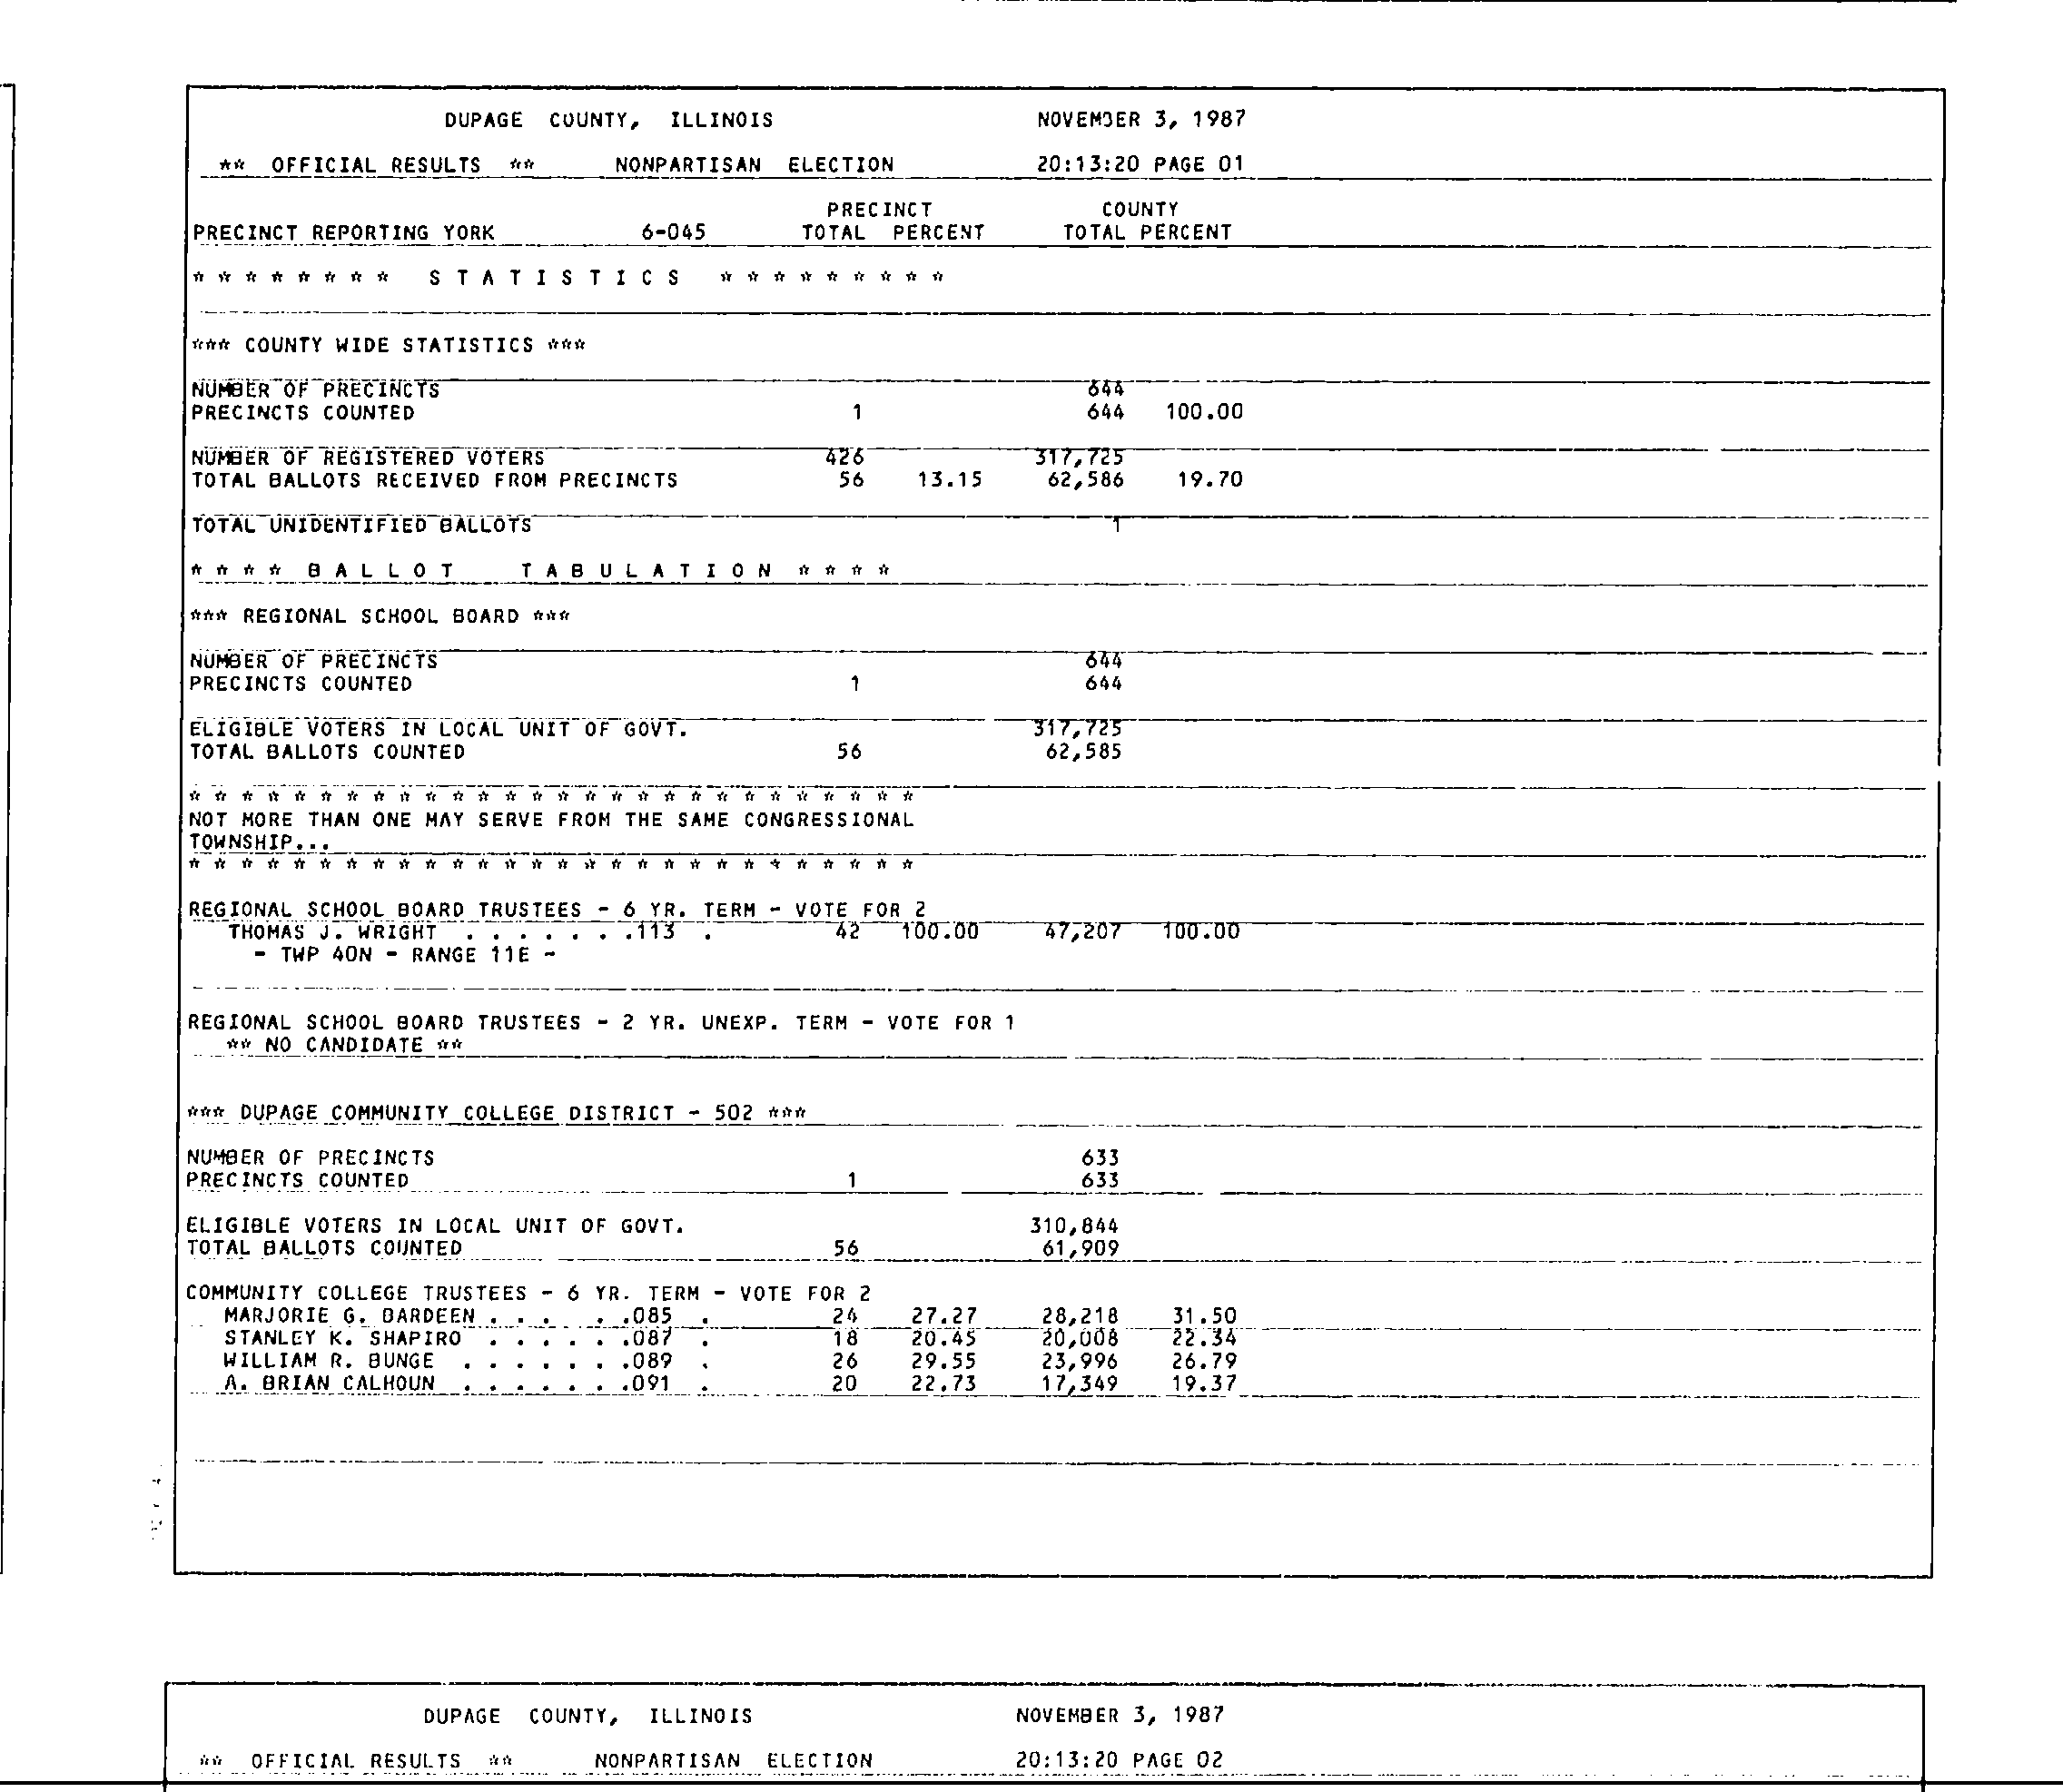 DUPAGE COUNTY, ILLINOIS NOVEMBER 3, 1987
** OFFICIAL RESULTS ** NONPARTISAN ELECTION 20:13:20 PAGE 01
PRECINCT COUNTY
PRECINCT REPORTING YORK 6-045 TOTAL PERCENT TOTAL PERCENT
* * * * * * * * S T A T I S T I C S * * * * * * * * *
*** COUNTY WIDE STATISTICS ***
NUMBER OF PRECINCTS 644
PRECINCTS COUNTED 1 644 100.00
NUMBER OF REGISTERED VOTERS 426 317,725
TOTAL BALLOTS RECEIVED FROM PRECINCTS 56 13.15 62,586 19.70
TOTAL UNIDENTIFIED BALLOTS 1
* * * * B A L L O T T A B U L A T I O N * * * *
*** REGIONAL SCHOOL BOARD ***
NUMBER OF PRECINCTS 644
PRECINCTS COUNTED 1 644
ELIGIBLE VOTERS IN LOCAL UNIT OF GOVT. 317,725
TOTAL BALLOTS COUNTED 56 62,585
* * * * * * * * * * * * * * * * * * * * * * * * * * * *
NOT MORE THAN ONE MAY SERVE FROM THE SAME CONGRESSIONAL
TOWNSHIP...
* * * * * * * * * * * * * * * * * * * * * * * * * * * *
REGIONAL SCHOOL BOARD TRUSTEES - 6 YR. TERM - VOTE FOR 2
THOMAS J. WRIGHT . . . . . . .113 . 42 100.00 47,207 100.00
- TWP 40N - RANGE 11E -
REGIONAL SCHOOL BOARD TRUSTEES - 2 YR. UNEXP. TERM - VOTE FOR 1
** NO CANDIDATE **
*** DUPAGE COMMUNITY COLLEGE DISTRICT - 502 ***
NUMBER OF PRECINCTS 633
PRECINCTS COUNTED 1 633
ELIGIBLE VOTERS IN LOCAL UNIT OF GOVT. 310,844
TOTAL BALLOTS COUNTED 56 61,909
COMMUNITY COLLEGE TRUSTEES - 6 YR. TERM - VOTE FOR 2
MARJORIE G. BARDEEN . . . . . .085 . 24 27.27 28,218 31.50
STANLEY K. SHAPIRO . . . . . .087 . 18 20.45 20,008 22.34
WILLIAM R. BUNGE . . . . . . .089 . 26 29.55 23,996 26.79
A. BRIAN CALHOUN . . . . . . .091 . 20 22.73 17,349 19.37
DUPAGE COUNTY, ILLINOIS NOVEMBER 3, 1987
** OFFICIAL RESULTS ** NONPARTISAN ELECTION 20:13:20 PAGE 02